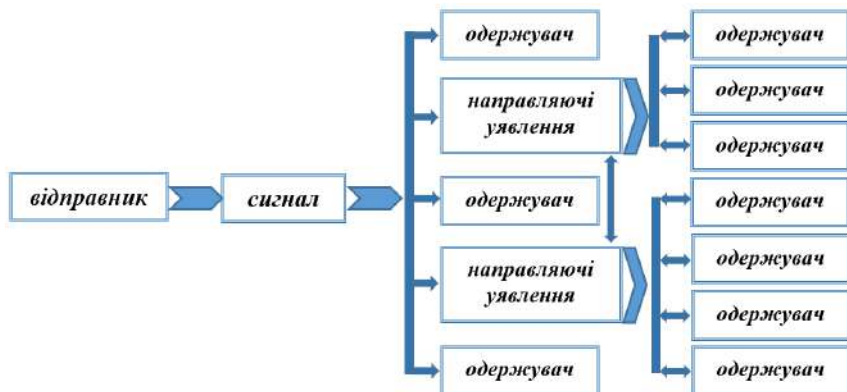 відправник
сигнал
одержувач
направляючі
уявлення
одержувач
направляючі
уявлення
одержувач
одержувач
одержувач
одержувач
одержувач
одержувач
одержувач
одержувач